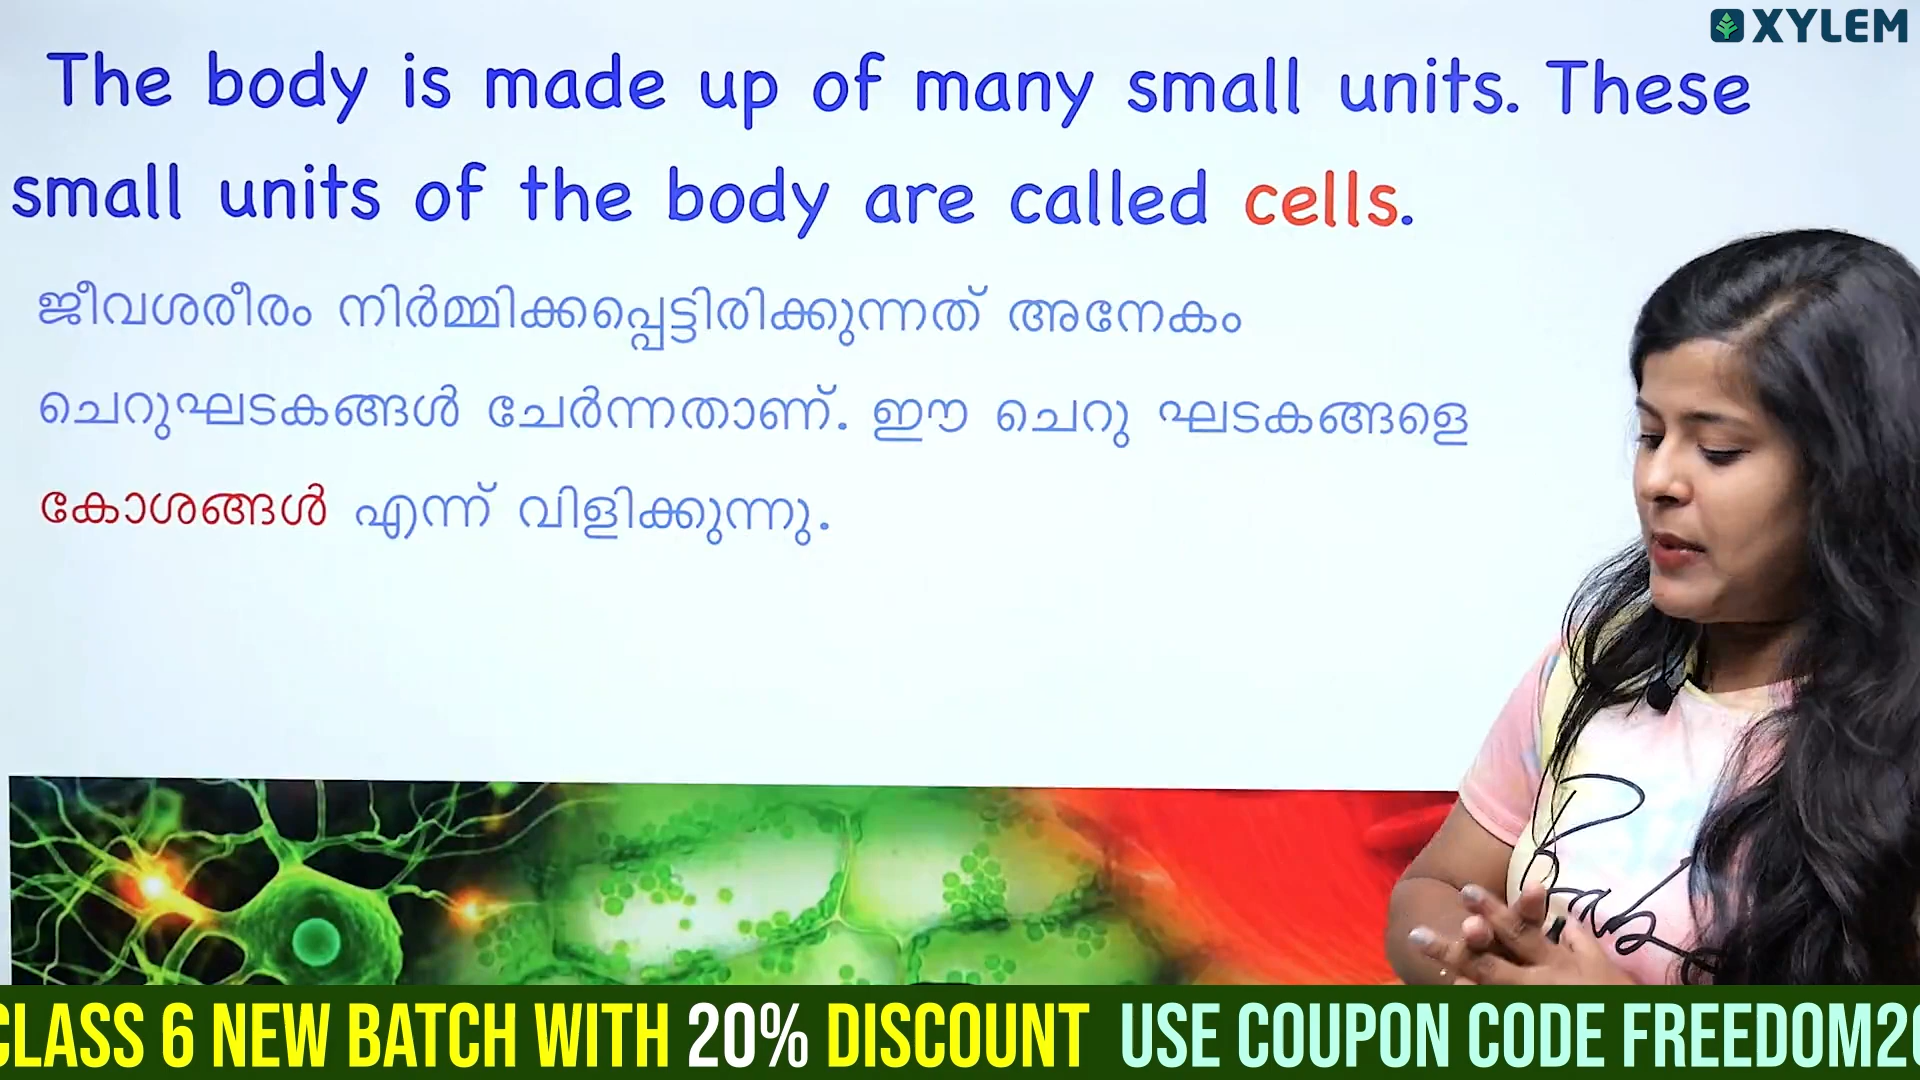 XYLEM
The body is made up of many small units. These
small units of the body are called cells.
ജീവശരീരം നിർമ്മിക്കപ്പെട്ടിരിക്കുന്നത് അനേകം
ചെറുഘടകങ്ങൾ ചേർന്നതാണ്. ഈ ചെറു ഘടകങ്ങളെ
കോശങ്ങൾ എന്ന് വിളിക്കുന്നു.
CLASS 6 NEW BATCH WITH 20% DISCOUNT USE COUPON CODE FREEDOM20